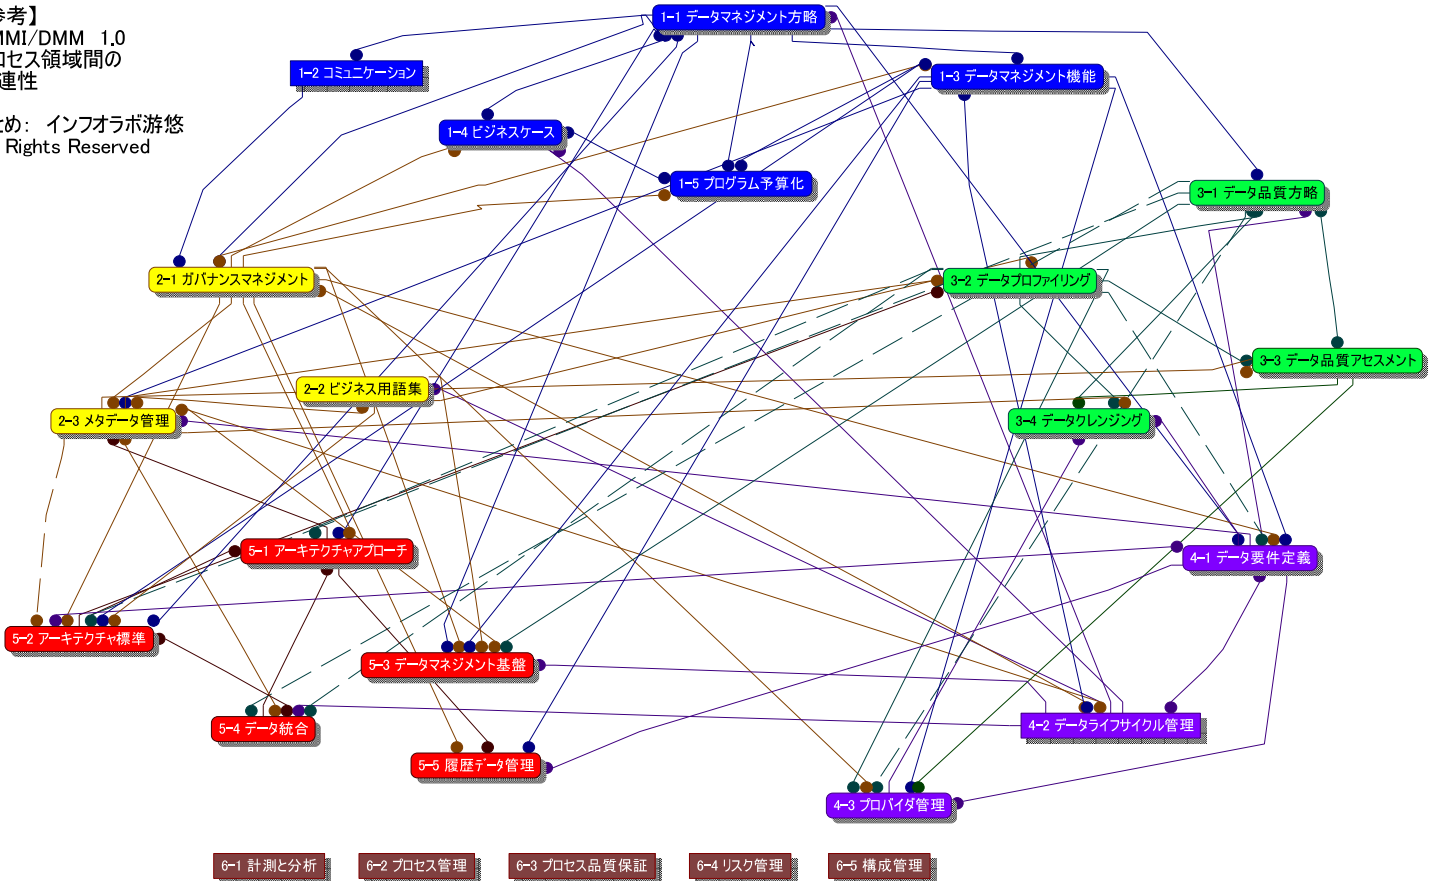 参考】
MMI/DMM 1.0
ロセス領域間の
連性
とめ: インフオラボ游悠
Rights Reserved
1-1 データマネジメント方略
1-2 コミュニケーション
1-3 データマネジメント機能
1-4 ビジネスケース
1-5 プログラム予算化
3-1 データ品質方略
2-1 ガバナンスマネジメント
3-2 データプロファイリング
3-3 データ品質アセスメント
2-2 ビジネス用語集
2-3 メタデータ管理
3-4 データクレンジング
5-1 アーキテクチャアプローチ
4-1 データ要件定義
5-2 アーキテクチャ標準
5-3 データマネジメント基盤
5-4 データ統合
4-2 データライフサイクル管理
5-5 履歴データ管理
4-3 プロバイダ管理
6-1 計測と分析
6-2 プロセス管理
6-3 プロセス品質保証
6-4 リスク管理
6-5 構成管理